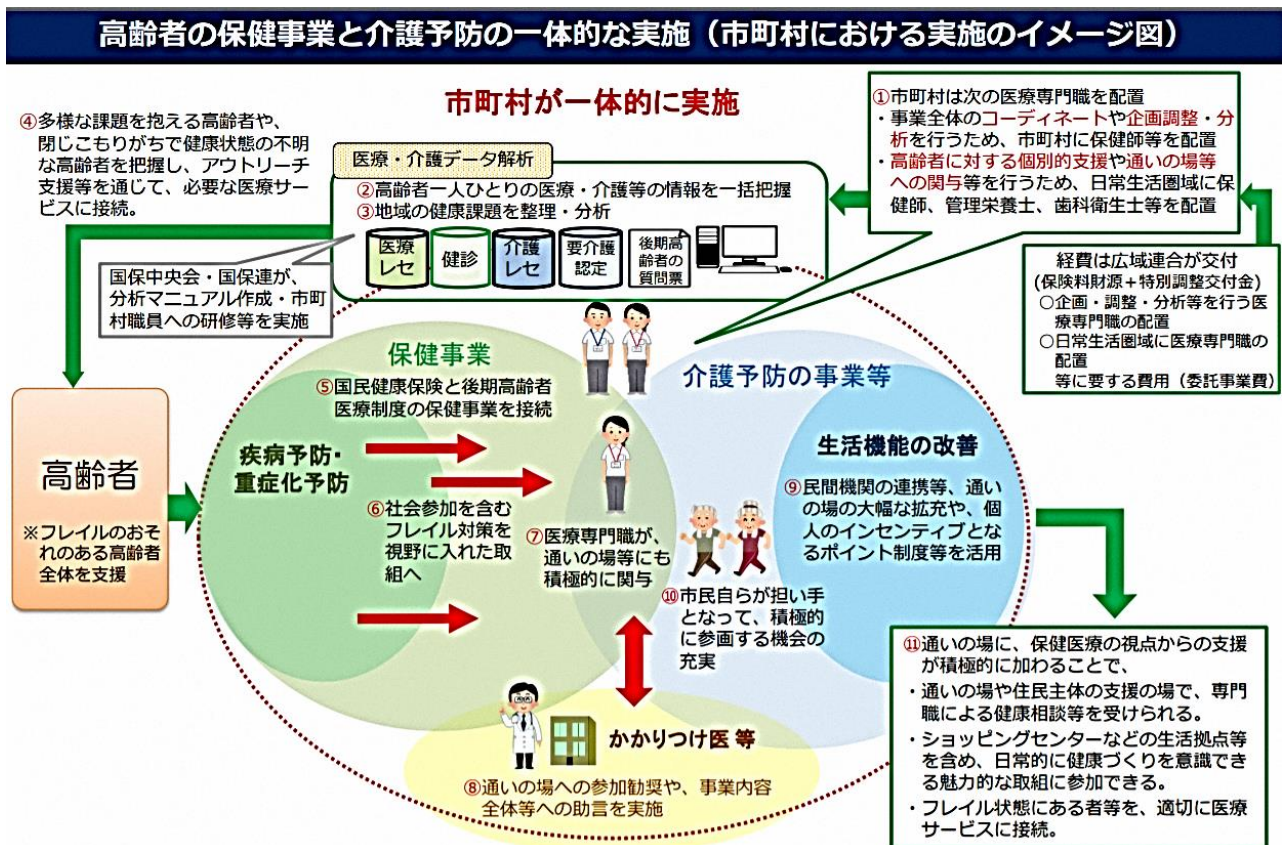 高齢者の保健事業と介護予防の一体的な実施（市町村における実施のイメージ図）
市町村が一体的に実施
①市町村は次の医療専門職を配置
・事業全体のコーディネートや企画調整・分
析を行うため、市町村に保健師等を配置
・高齢者に対する個別的支援や通いの場等
への関与等を行うため、日常生活圏域に保
健師、管理栄養士、歯科衛生士等を配置
④多様な課題を抱える高齢者や、
閉じこもりがちで健康状態の不明
な高齢者を把握し、アウトリーチ
支援等を通じて、必要な医療サー
ビスに接続。
医療・介護データ解析
②高齢者一人ひとりの医療・介護等の情報を一括把握
③地域の健康課題を整理・分析
医療
レセ
健診
介護
レセ
要介護
認定
後期高
齢者の
質問票
国保中央会・国保連が、
分析マニュアル作成・市町
村職員への研修等を実施
経費は広域連合が交付
(保険料財源＋特別調整交付金)
○企画・調整・分析等を行う医
療専門職の配置
○日常生活圏域に医療専門職の
配置
等に要する費用（委託事業費）
高齢者
※フレイルのおそ
れのある高齢者
全体を支援
保健事業
⑤国民健康保険と後期高齢者
医療制度の保健事業を接続
疾病予防・
重症化予防
⑥社会参加を含む
フレイル対策を
視野に入れた取
組へ
⑦医療専門職が、
通いの場等にも
積極的に関与
介護予防の事業等
生活機能の改善
⑨民間機関の連携等、通い
の場の大幅な拡充や、個
人のインセンティブとな
るポイント制度等を活用
⑩市民自らが担い手
となって、積極的
に参画する機会の
充実
かかりつけ医 等
⑧通いの場への参加勧奨や、事業内容
全体等への助言を実施
⑪通いの場に、保健医療の視点からの支援
が積極的に加わることで、
・通いの場や住民主体の支援の場で、専門
職による健康相談等を受けられる。
・ショッピングセンターなどの生活拠点等
を含め、日常的に健康づくりを意識でき
る魅力的な取組に参加できる。
・フレイル状態にある者等を、適切に医療
サービスに接続。